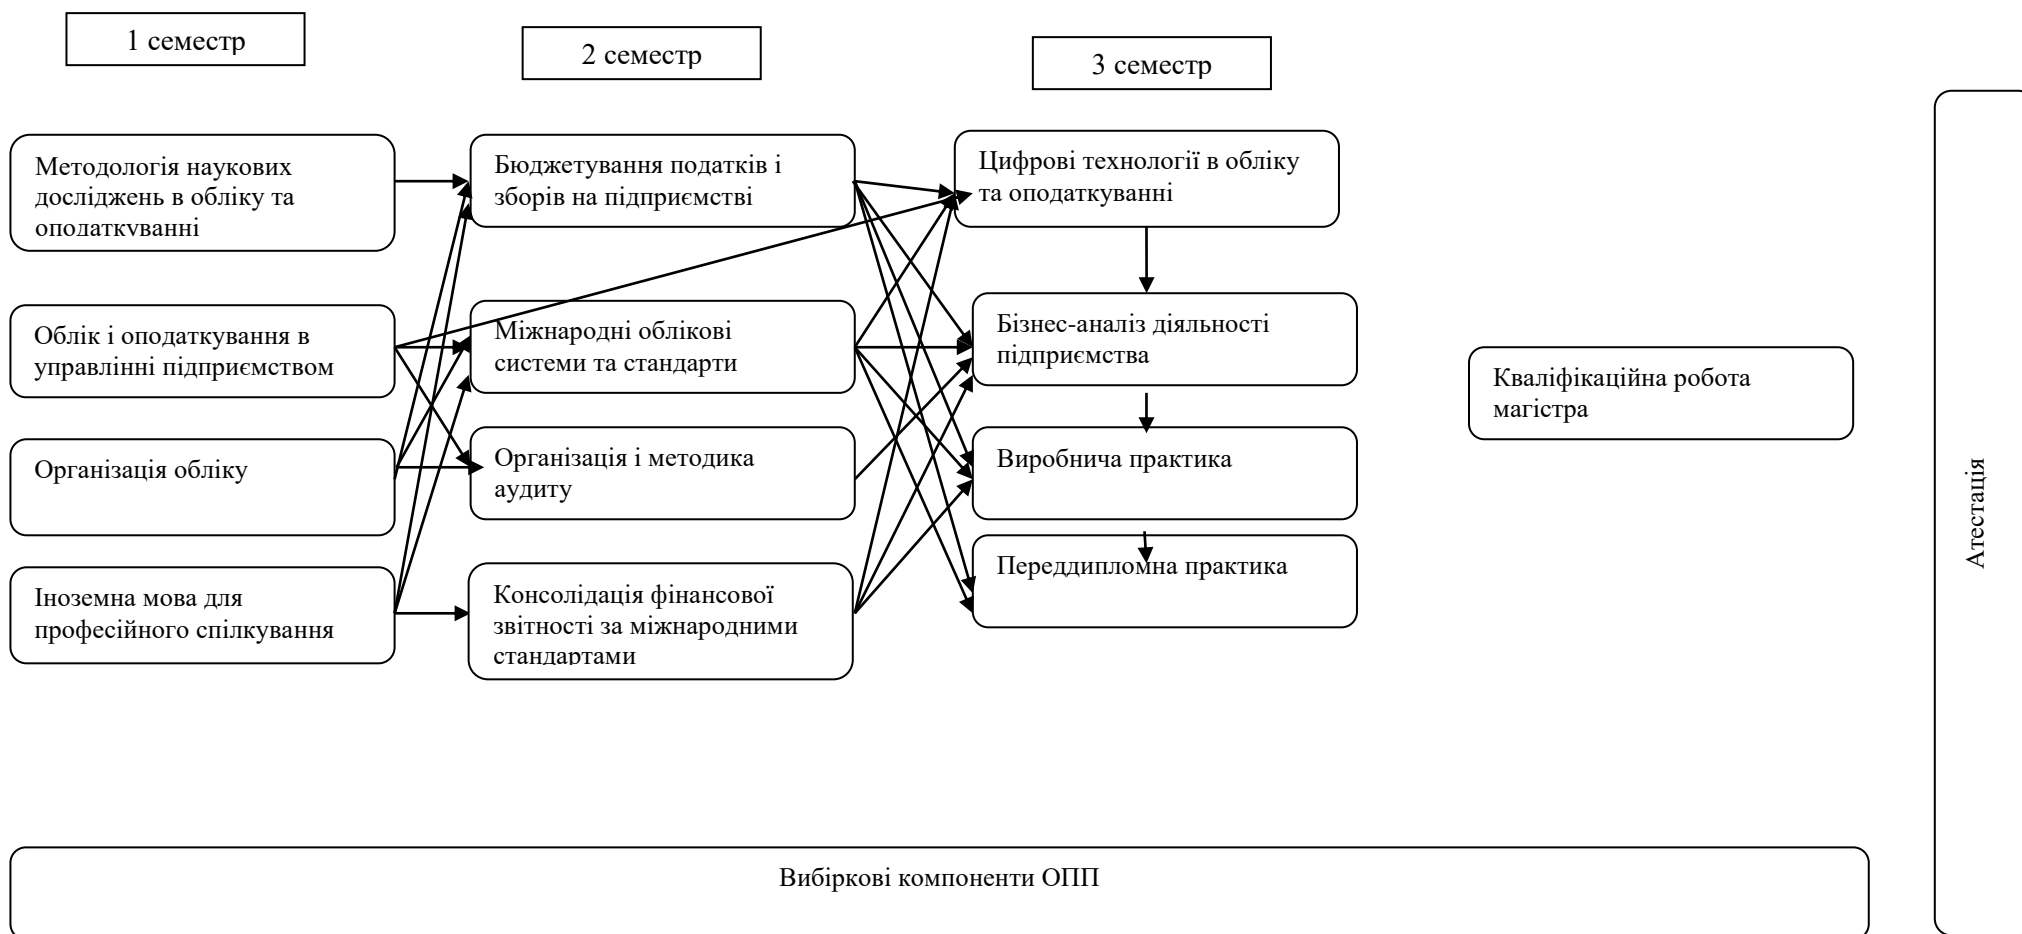 1 семестр
2 семестр
3 семестр
Методологія наукових
досліджень в обліку та
оподаткуванні
Облік і оподаткування в
управлінні підприємством
Організація обліку
Іноземна мова для
професійного спілкування
Бюджетування податків і
зборів на підприємстві
Міжнародні облікові
системи та стандарти
Організація і методика
аудиту
Консолідація фінансової
звітності за міжнародними
стандартами
Цифрові технології в обліку
та оподаткуванні
Бізнес-аналіз діяльності
підприємства
Виробнича практика
Переддипломна практика
Кваліфікаційна робота
магістра
Атестація
Вибіркові компоненти ОПП